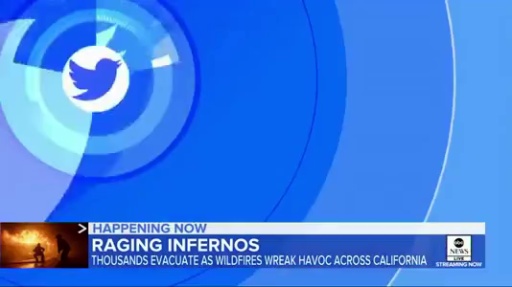 HAPPENING NOW
RAGING INFERNOS
THOUSANDS EVACUATE AS WILDFIRES WREAK HAVOC ACROSS CALIFORNIA
abc
NEWS
LIVE
STREAMING NOW